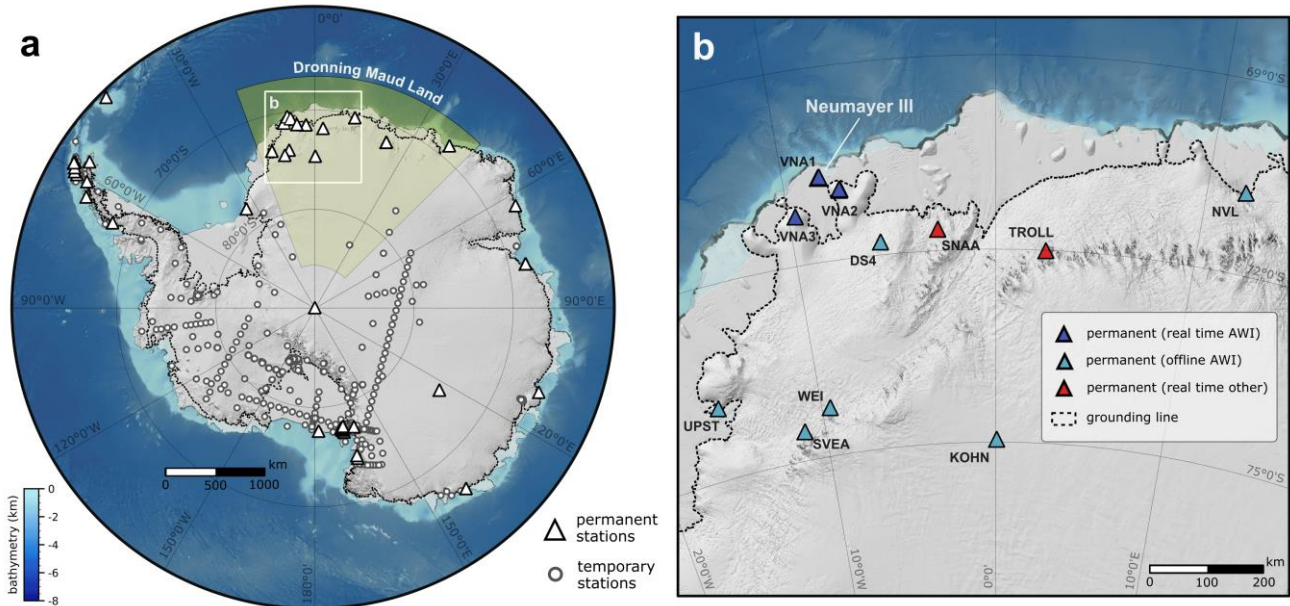 a
0°0'
30°0'W
30°0'E
Dronning Maud Land
b
70°0'S
60°0'W
80°0'S
90°0'W
90°0'E
120°0'W
120°0'E
150°0'W
150°0'E
180°0'
km
0 500 1000
0
-2
-4
-6
-8
bathymetry (km)
permanent
stations
temporary
stations
b
69°0'S
Neumayer III
VNA1
VNA2
VNA3
NVL
DS4
SNAA
TROLL
72°0'S
permanent (real time AWI)
permanent (offline AWI)
permanent (real time other)
grounding line
UPST
WEI
SVEA
KOHN
75°0'S
20°0'W
10°0'W
0°0'
10°0'E
km
0 100 200